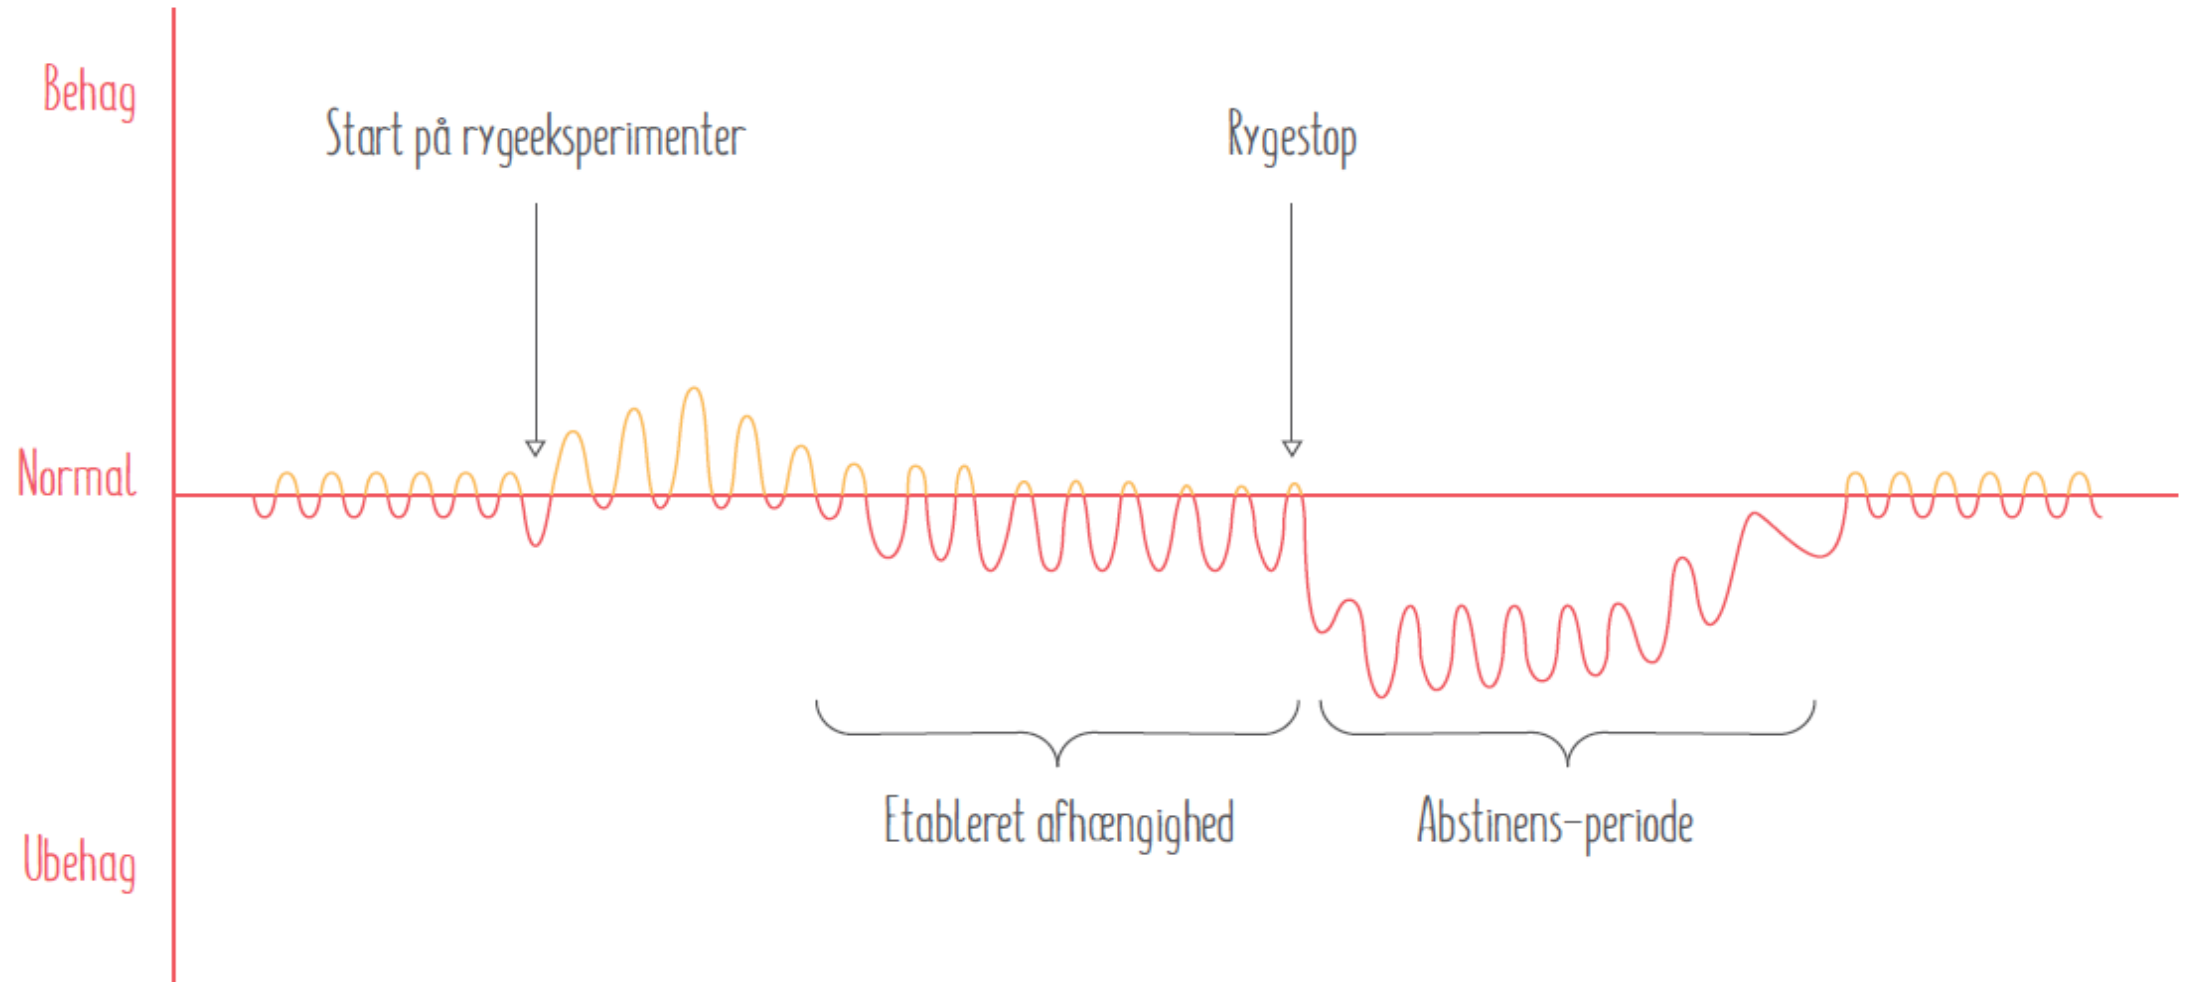 Behag
Start på rygeeksperimenter
Rygestop
Normal
Etableret afhængighed
Abstinens-periode
Ubehag